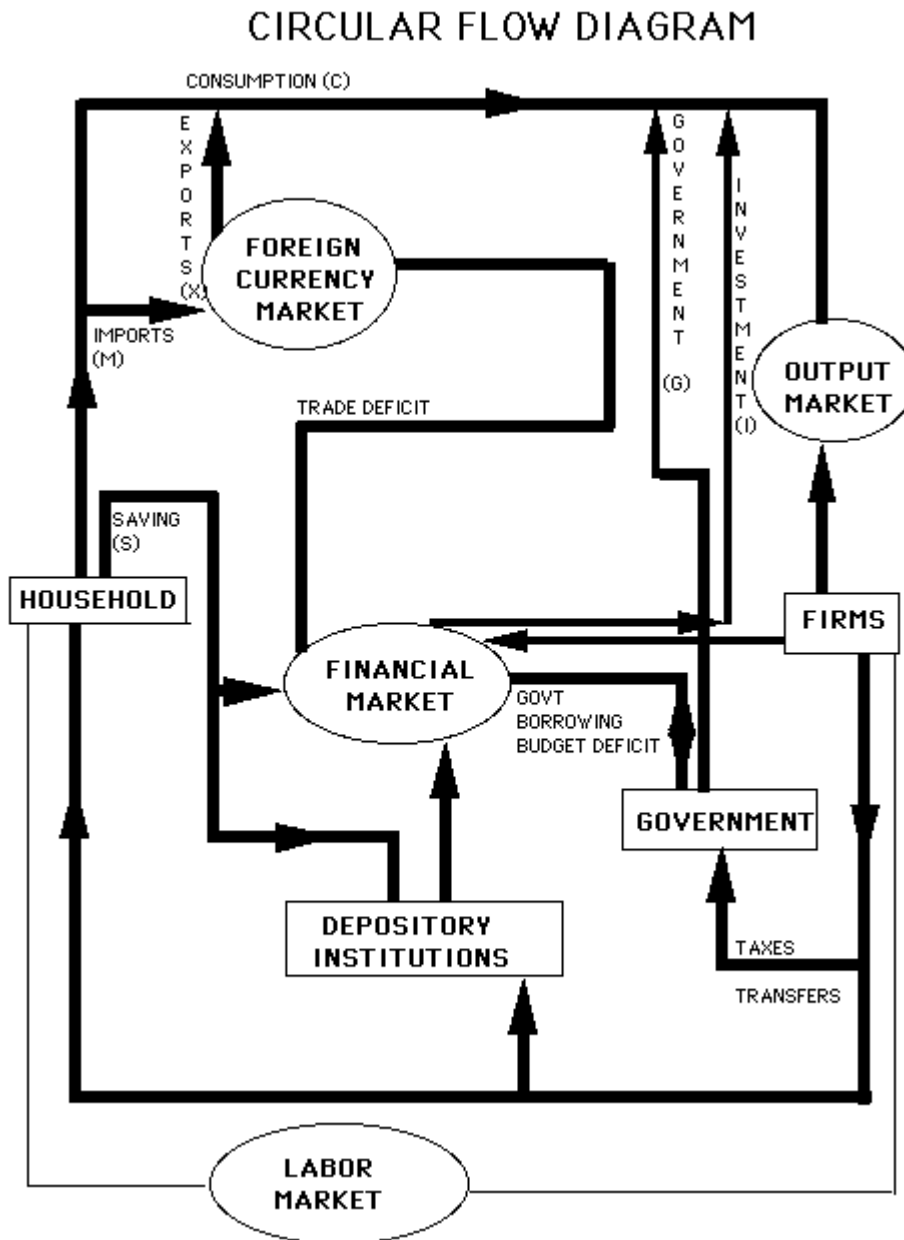 CIRCULAR FLOW DIAGRAM
CONSUMPTION (C)
EXPORTS (X)
GOVERNMENT (G)
INVESTMENT (I)
FOREIGN
CURRENCY
MARKET
IMPORTS
(M)
OUTPUT
MARKET
TRADE DEFICIT
SAVING
(S)
HOUSEHOLD
FIRMS
FINANCIAL
MARKET
GOVT
BORROWING
BUDGET DEFICIT
GOVERNMENT
DEPOSITORY
INSTITUTIONS
TAXES
TRANSFERS
LABOR
MARKET